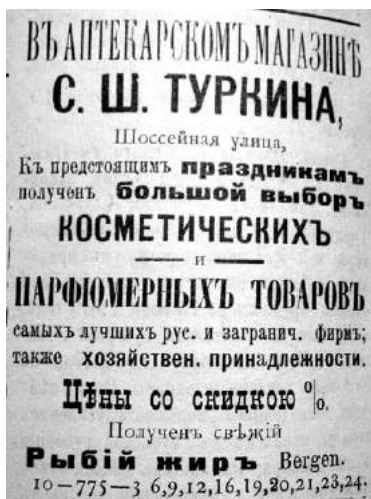 ВЪ АПТЕКАРСКОМЪ МАГАЗИНѢ
С. Ш. ТУРКИНА,
Шоссейная улица,
Къ предстоящимъ праздникамъ
полученъ большой выборъ
КОСМЕТИЧЕСКИХЪ
и
ПАРФЮМЕРНЫХЪ ТОВАРОВЪ
самыхъ лучшихъ рус. и загранич. фирмъ;
также хозяйствен. принадлежности.
Цѣны со скидкою %.
Полученъ свѣжій
Рыбій жиръ Bergen.
10—775—3 6,9,12,16,19,20,21,23,24.